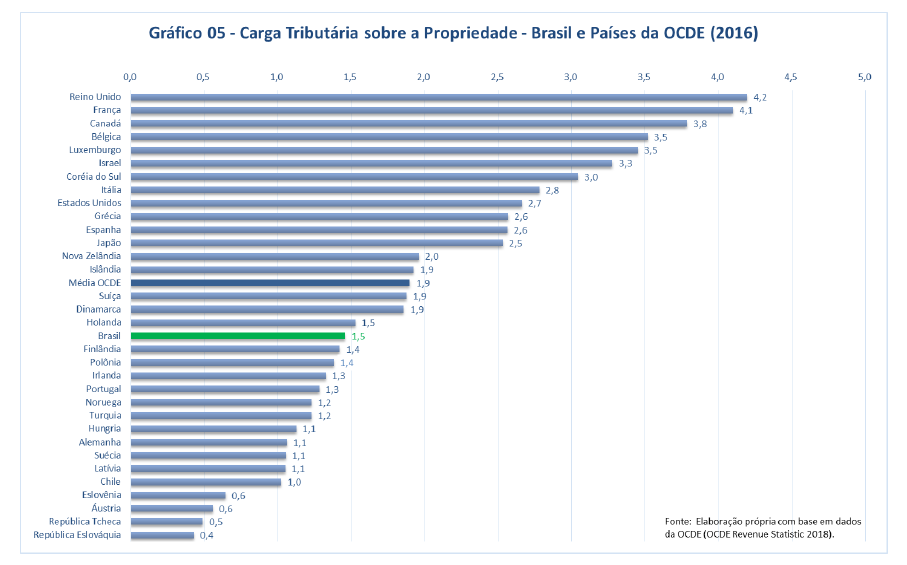 Gráfico 05 - Carga Tributária sobre a Propriedade - Brasil e Países da OCDE (2016)
0,0 0,5 1,0 1,5 2,0 2,5 3,0 3,5 4,0 4,5 5,0
Reino Unido 4,2
França 4,1
Canadá 3,8
Bélgica 3,5
Luxemburgo 3,5
Israel 3,3
Coréia do Sul 3,0
Itália 2,8
Estados Unidos 2,7
Grécia 2,6
Espanha 2,6
Japão 2,5
Nova Zelândia 2,0
Islândia 1,9
Média OCDE 1,9
Suíça 1,9
Dinamarca 1,9
Holanda 1,5
Brasil 1,5
Finlândia 1,4
Polônia 1,4
Irlanda 1,3
Portugal 1,3
Noruega 1,2
Turquia 1,2
Hungria 1,1
Alemanha 1,1
Suécia 1,1
Latívia 1,1
Chile 1,0
Eslovênia 0,6
Áustria 0,6
República Tcheca 0,5
República Eslováquia 0,4
Fonte: Elaboração própria com base em dados
da OCDE (OCDE Revenue Statistic 2018).